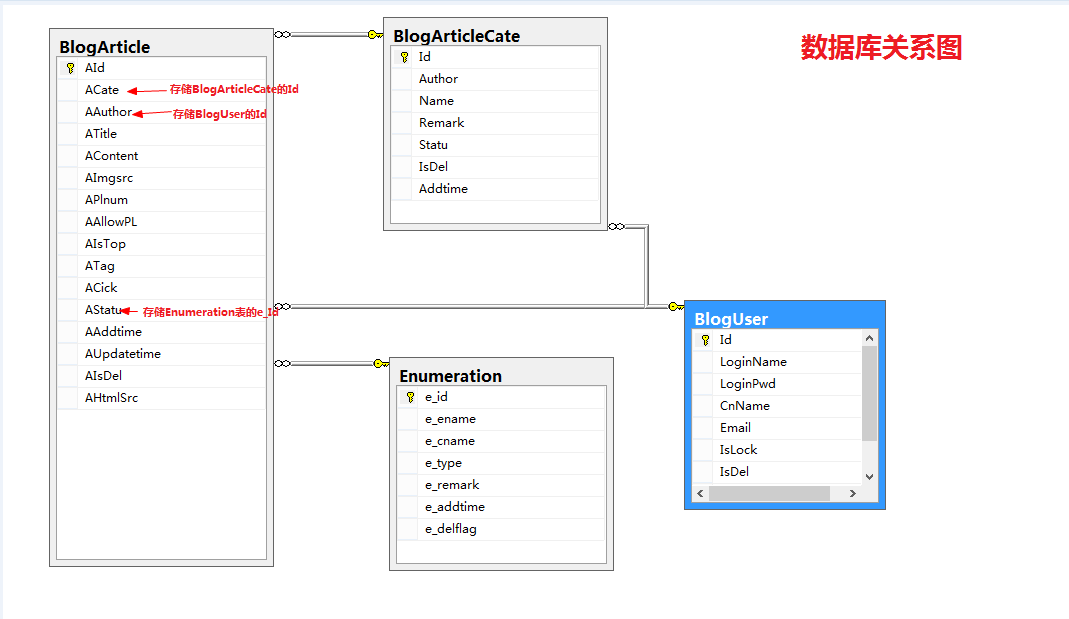 数据库关系图
BlogArticle
AId
ACate
存储BlogArticleCate的Id
AAuthor
存储BlogUser的Id
ATitle
AContent
AImgsrc
APlnum
AAllowPL
AIsTop
ATag
ACick
AStatu
存储Enumeration表的e_Id
AAddtime
AUpdatetime
AIsDel
AHtmlSrc
BlogArticleCate
Id
Author
Name
Remark
Statu
IsDel
Addtime
Enumeration
e_id
e_ename
e_cname
e_type
e_remark
e_addtime
e_delflag
BlogUser
Id
LoginName
LoginPwd
CnName
Email
IsLock
IsDel